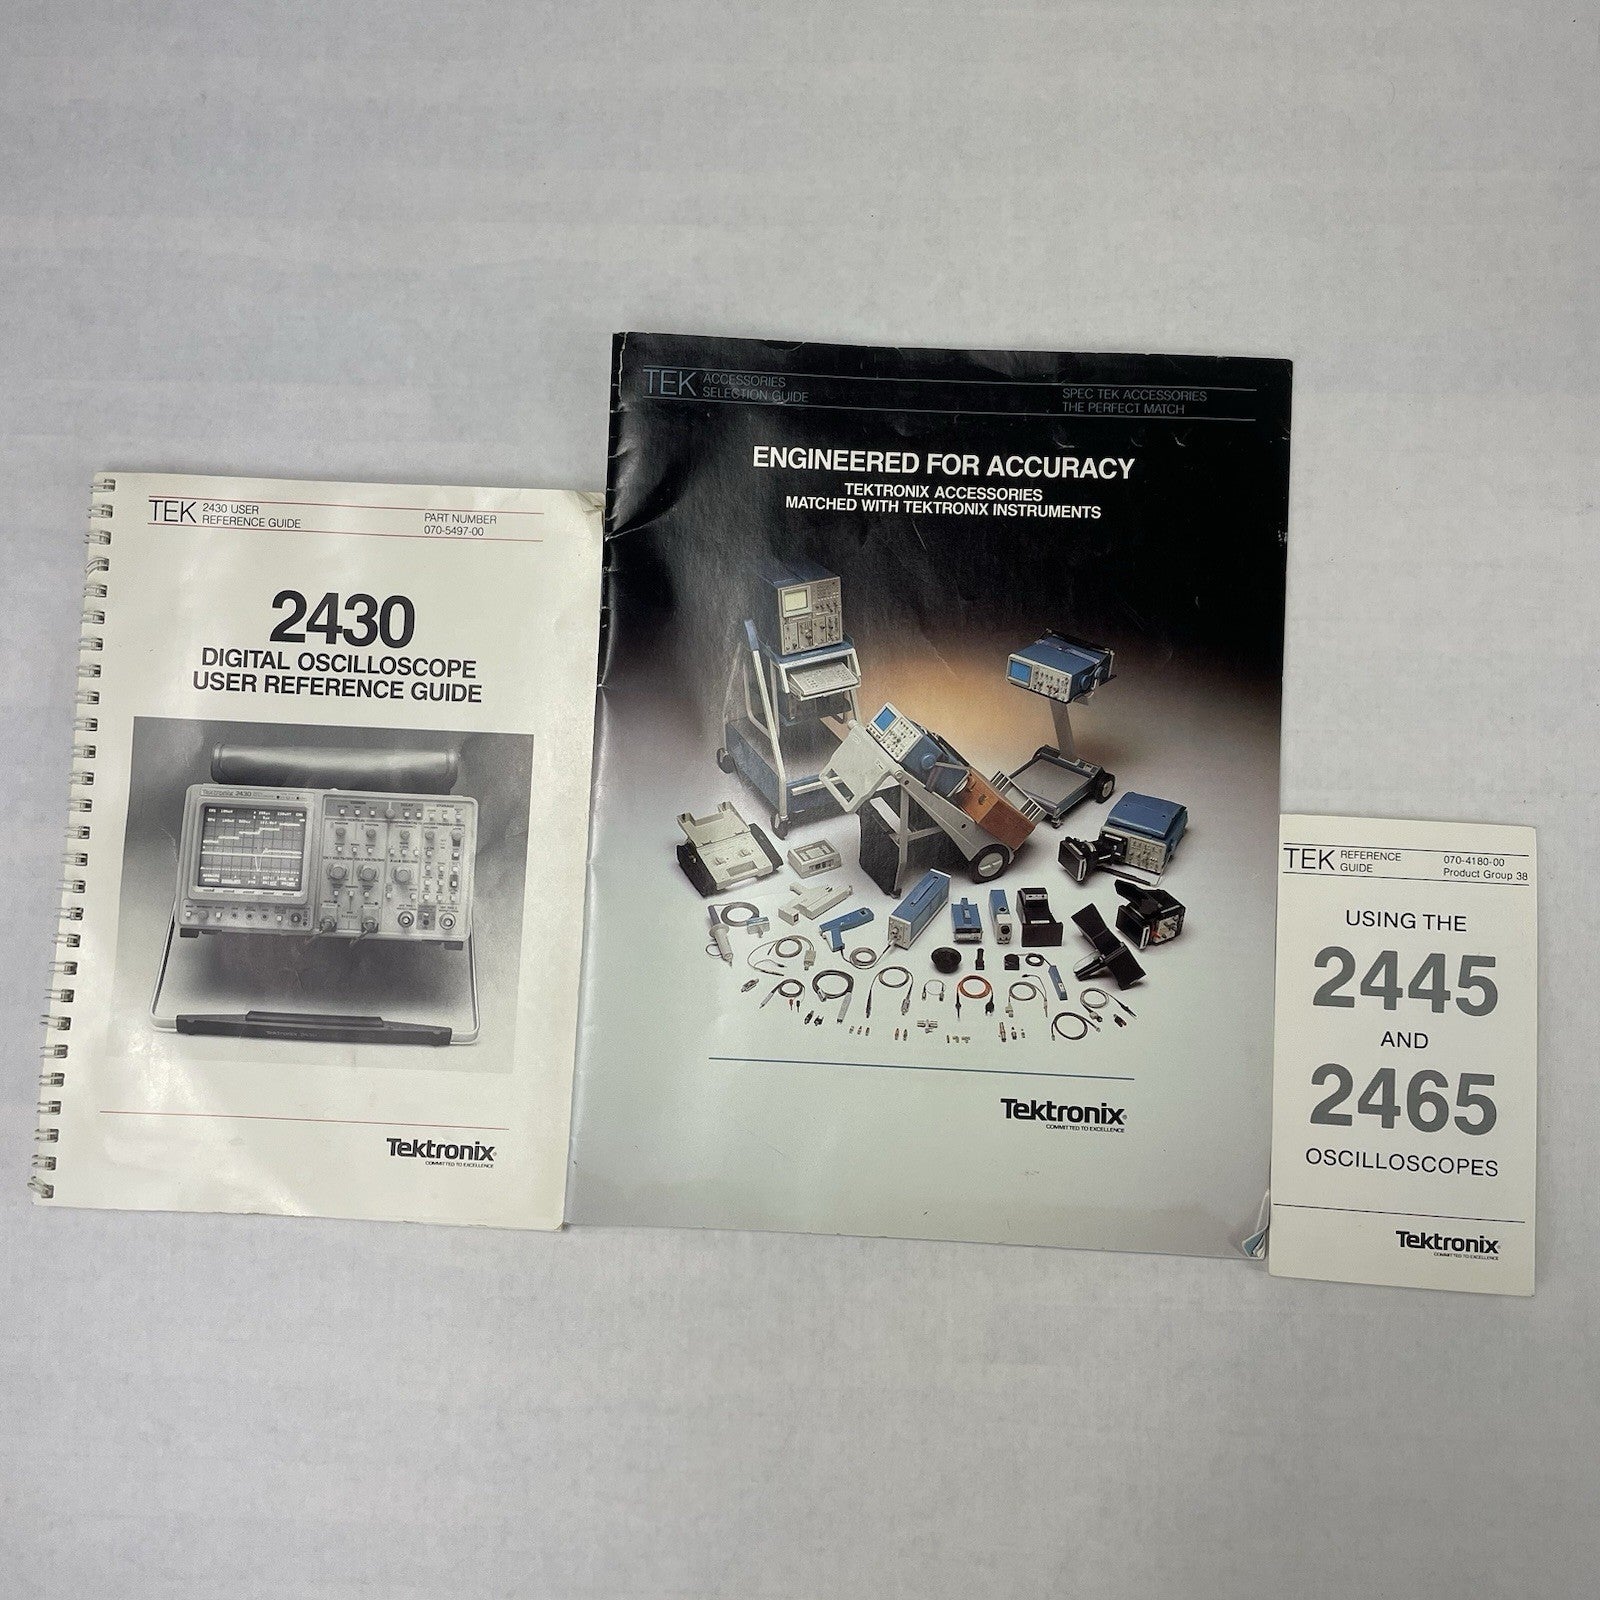 TEK
2430 USER
REFERENCE GUIDE
PART NUMBER
070-5497-00
2430
DIGITAL OSCILLOSCOPE
USER REFERENCE GUIDE
Tektronix 2430
Tektronix
COMMITTED TO EXCELLENCE
TEK
ACCESSORIES
SELECTION GUIDE
SPEC TEK ACCESSORIES
THE PERFECT MATCH
ENGINEERED FOR ACCURACY
TEKTRONIX ACCESSORIES
MATCHED WITH TEKTRONIX INSTRUMENTS
Tektronix
COMMITTED TO EXCELLENCE
TEK
REFERENCE
GUIDE
070-4180-00
Product Group 38
USING THE
2445
AND
2465
OSCILLOSCOPES
Tektronix
COMMITTED TO EXCELLENCE